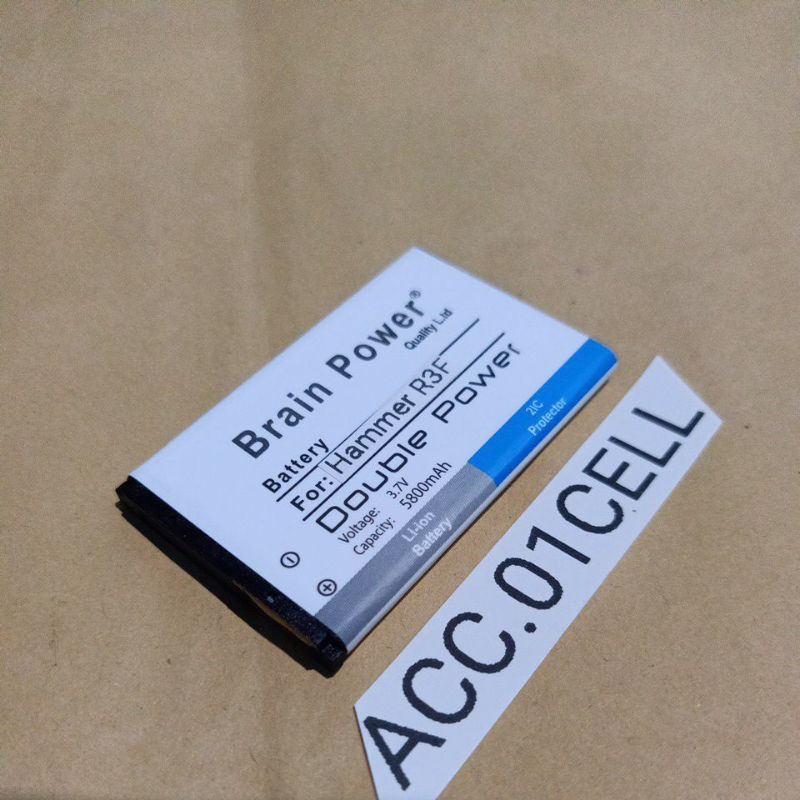 Brain Power®
Quality L.td
Battery
For: Hammer R3F
Double Power
Voltage: 3.7V
Capacity: 5800mAh
Li-ion
Battery
2IC
Protector
⊖
⊕
ACC.01CELL